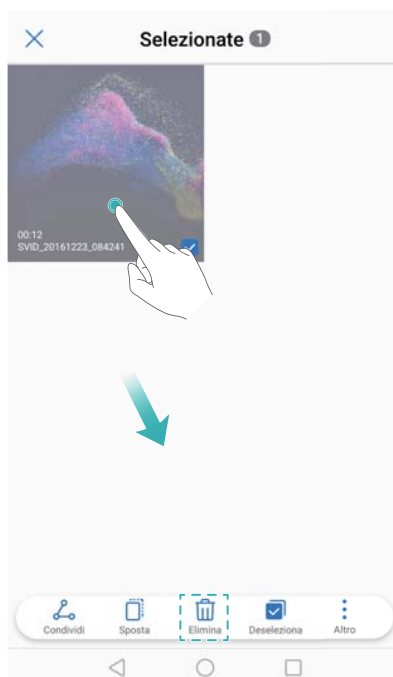 Selezionate 1
00:12
SVID_20161223_084241
Condividi Sposta Elimina Deseleziona Altro